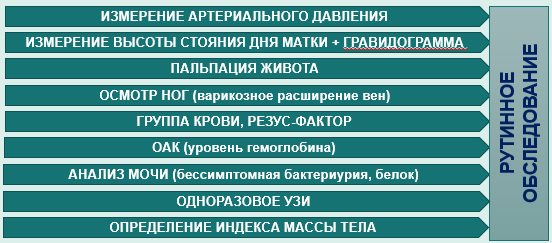 ИЗМЕРЕНИЕ АРТЕРИАЛЬНОГО ДАВЛЕНИЯ
ИЗМЕРЕНИЕ ВЫСОТЫ СТОЯНИЯ ДНЯ МАТКИ + ГРАВИДОГРАММА
ПАЛЬПАЦИЯ ЖИВОТА
ОСМОТР НОГ (варикозное расширение вен)
ГРУППА КРОВИ, РЕЗУС-ФАКТОР
ОАК (уровень гемоглобина)
АНАЛИЗ МОЧИ (бессимптомная бактериурия, белок)
ОДНОРАЗОВОЕ УЗИ
ОПРЕДЕЛЕНИЕ ИНДЕКСА МАССЫ ТЕЛА
РУТИННОЕ
ОБСЛЕДОВАНИЕ